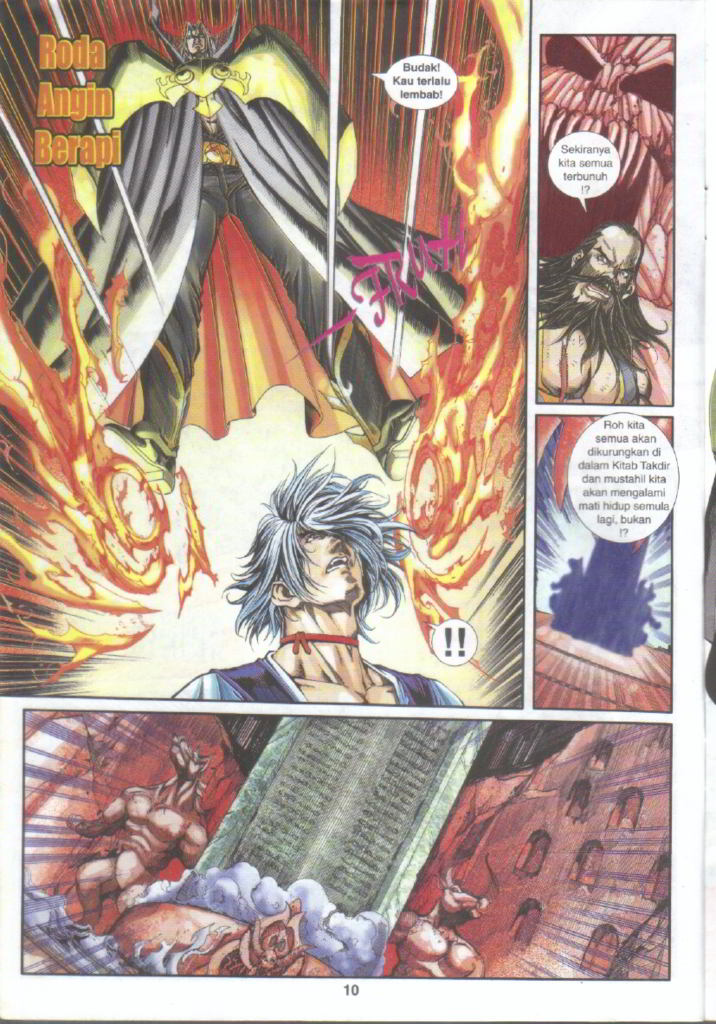 Roda
Angin
Berapi
Budak!
Kau terlalu
lembab!
FRUHH
!!
Sekiranya
kita semua
terbunuh
!?
Roh kita
semua akan
dikurungkan di
dalam Kitab Takdir
dan mustahil kita
akan mengalami
mati hidup semula
lagi, bukan
!?
10